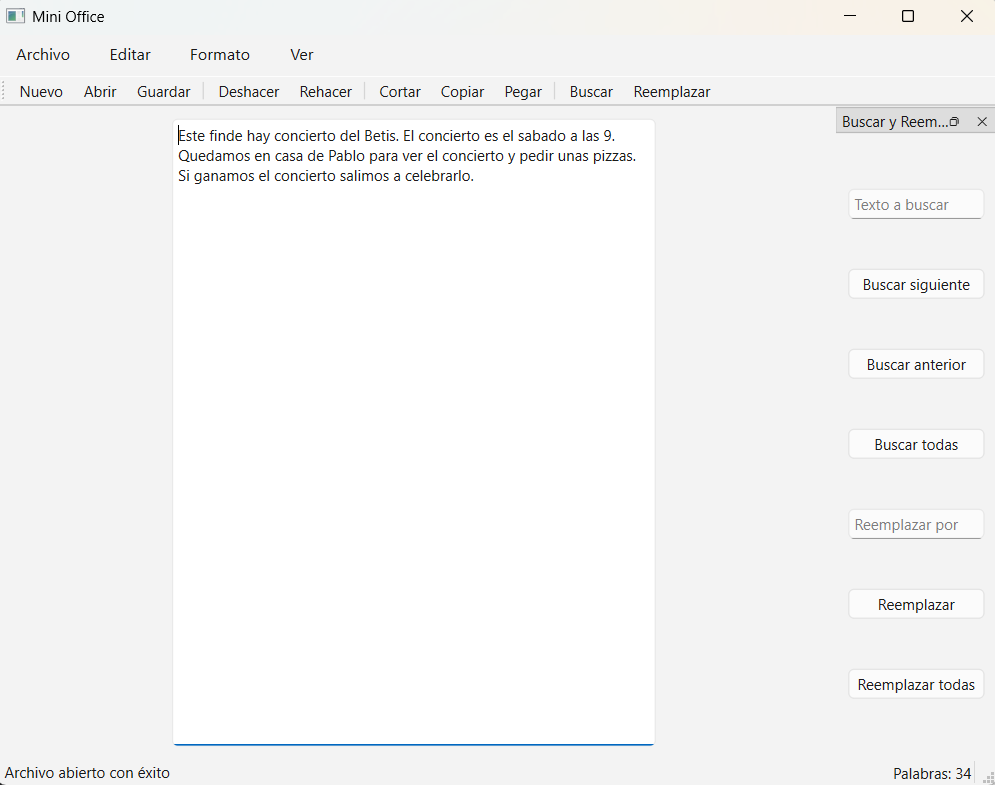 Mini Office
Archivo Editar Formato Ver
Nuevo Abrir Guardar Deshacer Rehacer Cortar Copiar Pegar Buscar Reemplazar
Este finde hay concierto del Betis. El concierto es el sabado a las 9.
Quedamos en casa de Pablo para ver el concierto y pedir unas pizzas.
Si ganamos el concierto salimos a celebrarlo.
Buscar y Reem...
Texto a buscar
Buscar siguiente
Buscar anterior
Buscar todas
Reemplazar por
Reemplazar
Reemplazar todas
Archivo abierto con éxito
Palabras: 34